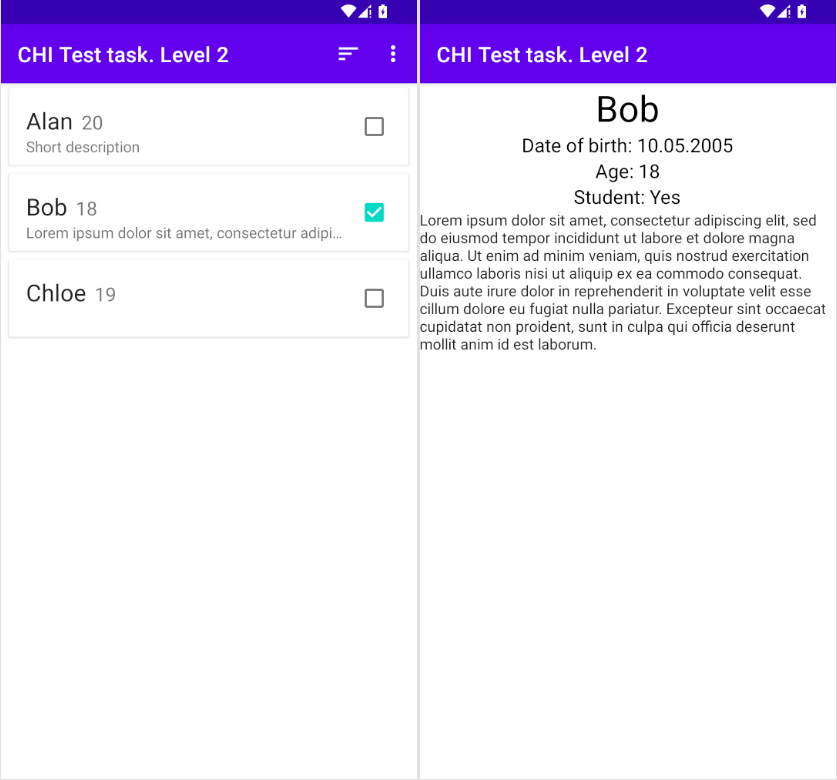 CHI Test task. Level 2
Alan 20
Short description
Bob 18
Lorem ipsum dolor sit amet, consectetur adipi...
Chloe 19
CHI Test task. Level 2
Bob
Date of birth: 10.05.2005
Age: 18
Student: Yes
Lorem ipsum dolor sit amet, consectetur adipiscing elit, sed
do eiusmod tempor incididunt ut labore et dolore magna
aliqua. Ut enim ad minim veniam, quis nostrud exercitation
ullamco laboris nisi ut aliquip ex ea commodo consequat.
Duis aute irure dolor in reprehenderit in voluptate velit esse
cillum dolore eu fugiat nulla pariatur. Excepteur sint occaecat
cupidatat non proident, sunt in culpa qui officia deserunt
mollit anim id est laborum.